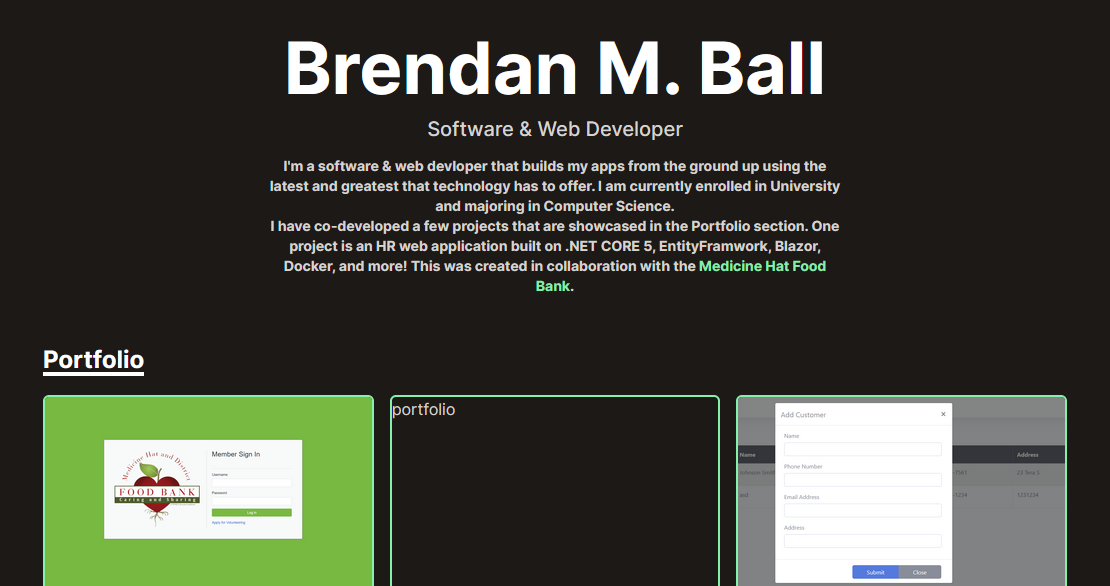 Brendan M. Ball
Software & Web Developer
I'm a software & web devloper that builds my apps from the ground up using the
latest and greatest that technology has to offer. I am currently enrolled in University
and majoring in Computer Science.
I have co-developed a few projects that are showcased in the Portfolio section. One
project is an HR web application built on .NET CORE 5, EntityFramwork, Blazor,
Docker, and more! This was created in collaboration with the Medicine Hat Food
Bank.
Portfolio
Medicine Hat and District
FOOD BANK
Caring and Sharing
Member Sign In
Username
Password
Log in
Apply for Volunteering
portfolio
Add Customer ×
Name
Phone Number
Email Address
Address
Submit Close
Name Address
Johnson Smith -7561 23 Tera S
asd -1234 1231234